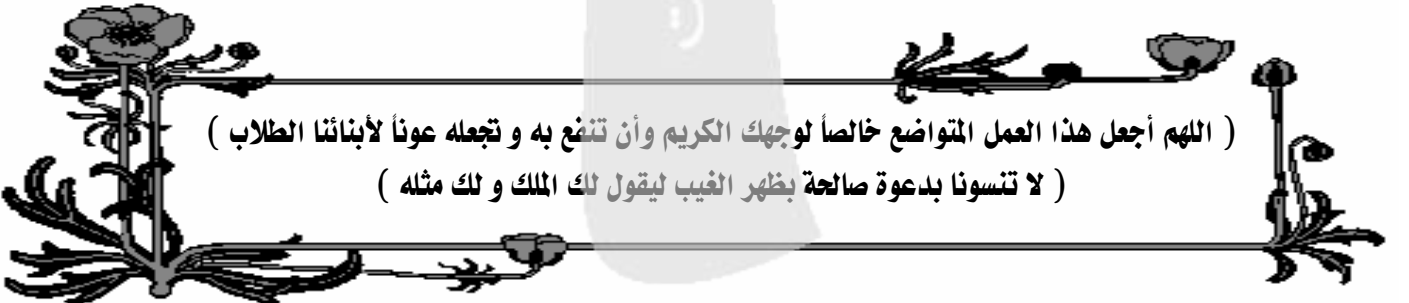 ( اللهم أجعل هذا العمل المتواضع خالصاً لوجهك الكريم وأن تنفع به و تجعله عوناً لأبنائنا الطلاب )
( لا تنسونا بدعوة صالحة بظهر الغيب ليقول لك الملك و لك مثله )